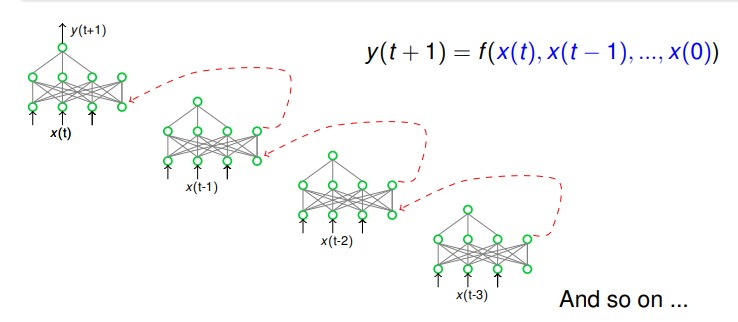 y(t+1)
y(t + 1) = f(x(t), x(t − 1), ..., x(0))
x(t)
x(t-1)
x(t-2)
x(t-3)
And so on ...